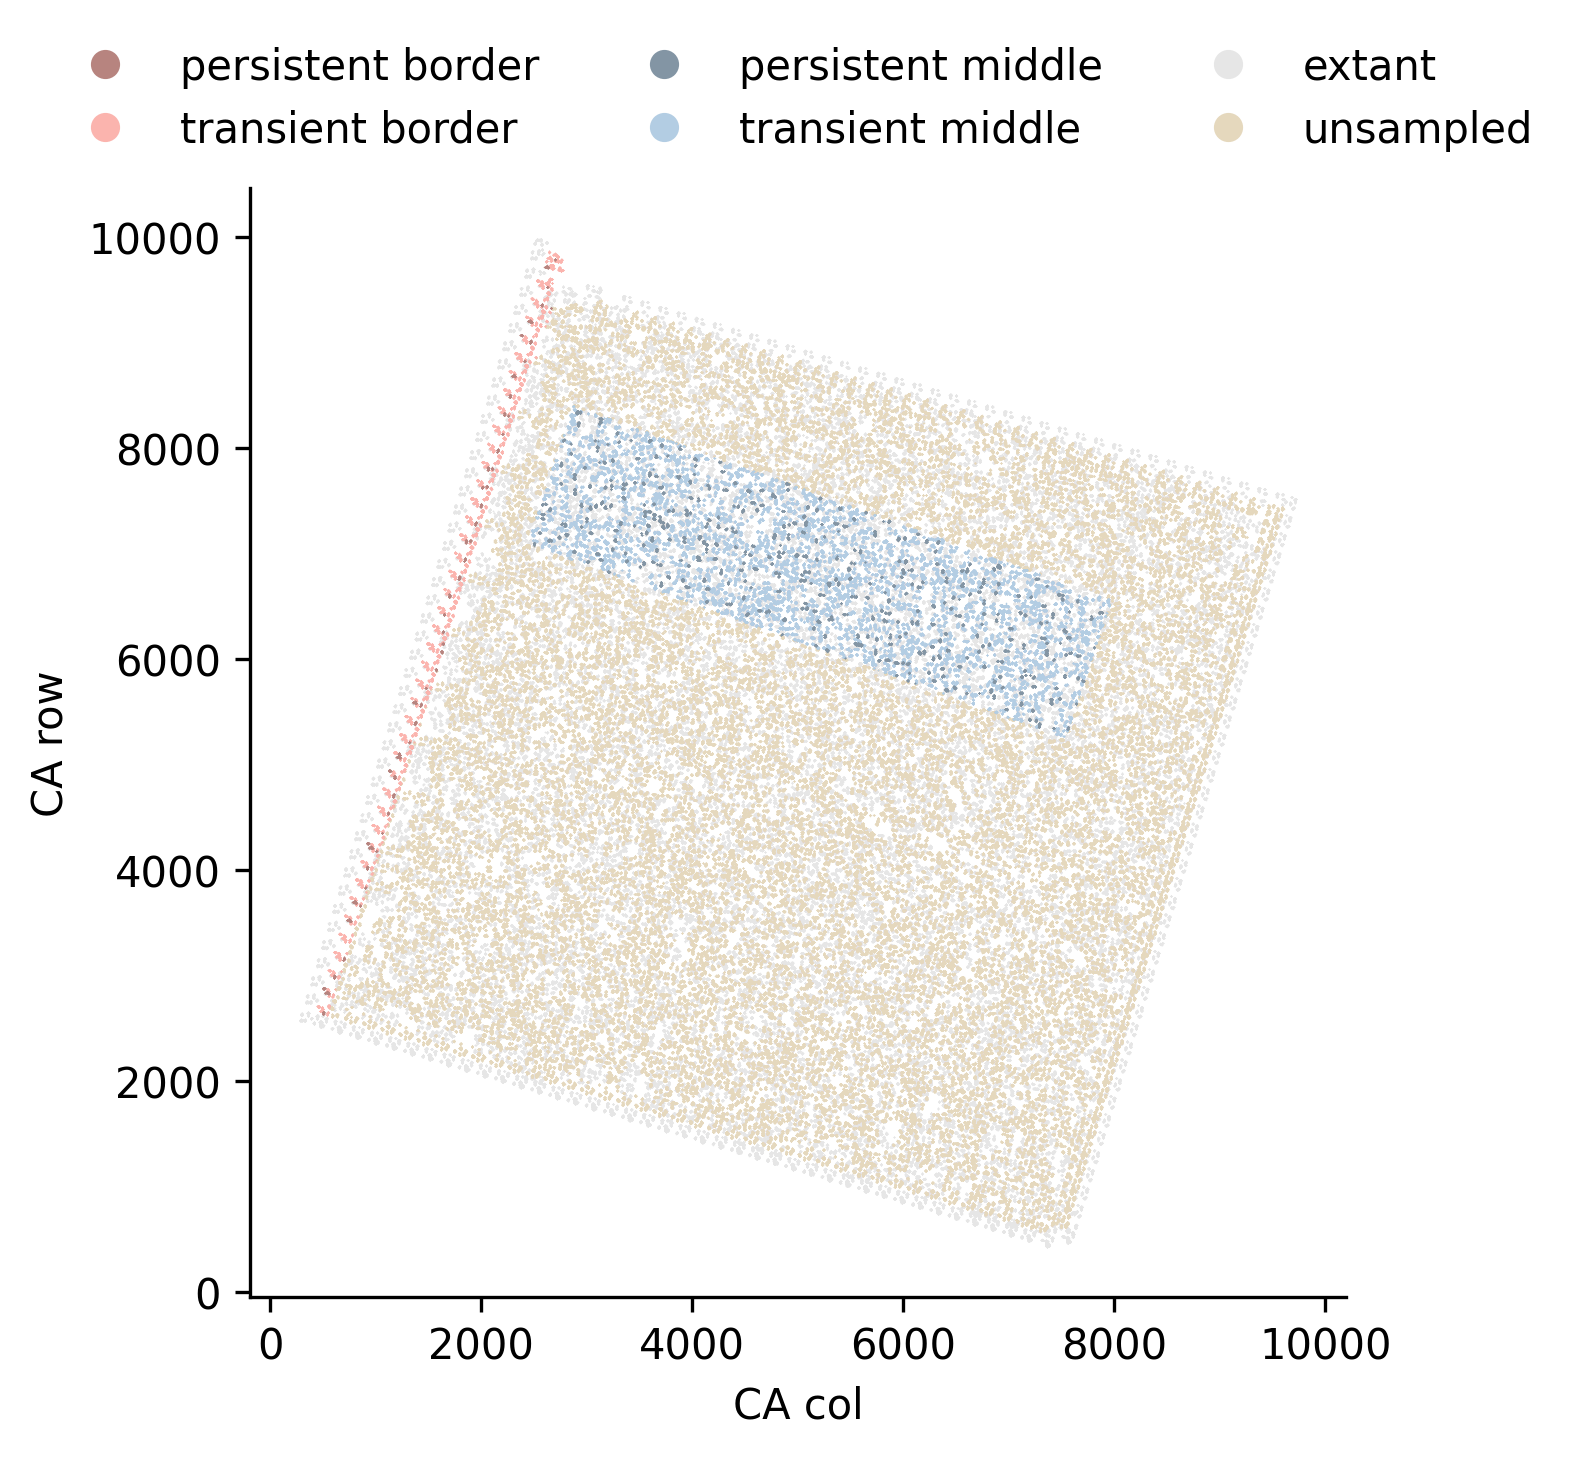 persistent border persistent middle extant
transient border transient middle unsampled
10000
8000
6000
4000
2000
0
CA row
0 2000 4000 6000 8000 10000
CA col